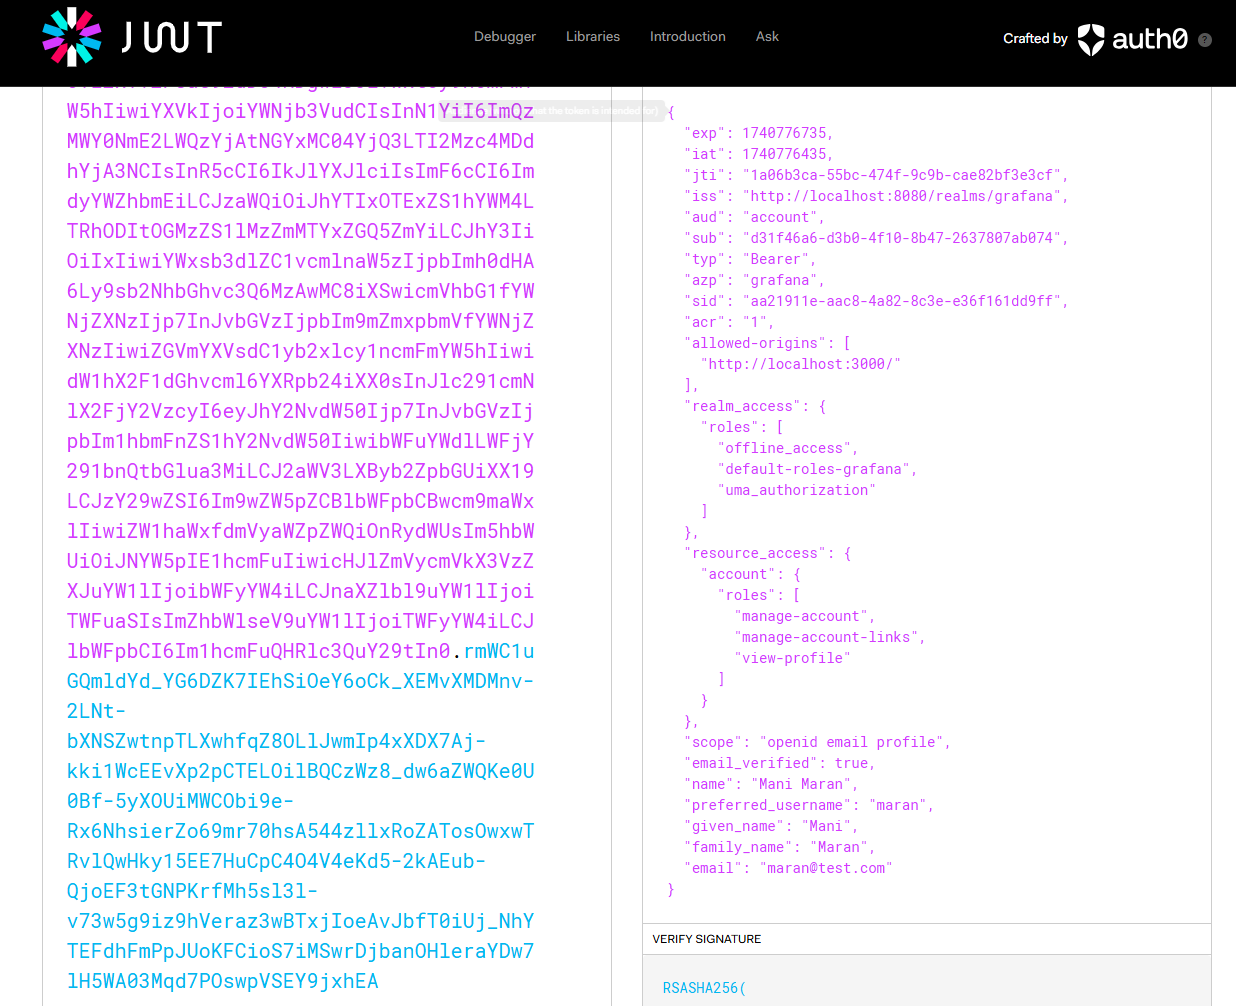 JWT
Debugger Libraries Introduction Ask
Crafted by auth0 ?
W5hIiwiYXVkIjoiYWNjb3VudCIsInN1YiI6ImQz
MWY0NmE2LWQzYjAtNGYxMC04YjQ3LTI2Mzc4MDd
hYjA3NCIsInR5cCI6IkJlYXJlciIsImF6cCI6Im
dyYWZhbmEiLCJzaWQiOiJhYTIxOTExZS1hYWM4L
TRhODItOGMzZS1lMzZmMTYxZGQ5ZmYiLCJhY3Ii
OiIxIiwiYWxsb3dlZC1vcmlnaW5zIjpbImh0dHA
6Ly9sb2NhbGhvc3Q6MzAwMC8iXSwicmVhbG1fYW
NjZXNzIjp7InJvbGVzIjpbIm9mZmxpbmVfYWNjZ
XNzIiwiZGVmYXVsdC1yb2xlcy1ncmFmYW5hIiwi
dW1hX2F1dGhvcml6YXRpb24iXX0sInJlc291cmN
lX2FjY2VzcyI6eyJhY2NvdW50Ijp7InJvbGVzIj
pbIm1hbmFnZS1hY2NvdW50IiwibWFuYWdlLWFjY
291bnQtbGlua3MiLCJ2aWV3LXByb2ZpbGUiXX19
LCJzY29wZSI6Im9wZW5pZCBlbWFpbCBwcm9maWx
lIiwiZW1haWxfdmVyaWZpZWQiOnRydWUsIm5hbW
UiOiJNYW5pIE1hcmFuIiwicHJlZmVycmVkX3VzZ
XJuYW1lIjoibWFyYW4iLCJnaXZlbl9uYW1lIjoi
TWFuaSIsImZhbWlseV9uYW1lIjoiTWFyYW4iLCJ
lbWFpbCI6Im1hcmFuQHRlc3QuY29tIn0.rmWC1u
GQmldYd_YG6DZK7IEhSiOeY6oCk_XEMvXMDMnv-
2LNt-
bXNSZwtnpTLXwhfqZ8OLlJwmIp4xXDX7Aj-
kki1WcEEvXp2pCTELOilBQCzWz8_dw6aZWQKe0U
0Bf-5yXOUiMWCObi9e-
Rx6NhsierZo69mr70hsA544zllxRoZATosOwxwT
RvlQwHky15EE7HuCpC4O4V4eKd5-2kAEub-
QjoEF3tGNPKrfMh5sl3l-
v73w5g9iz9hVeraz3wBTxjIoeAvJbfT0iUj_NhY
TEFdhFmPpJUoKFCioS7iMSwrDjbanOHleraYDw7
lH5WA03Mqd7POswpVSEY9jxhEA
the token is intended for)
{
"exp": 1740776735,
"iat": 1740776435,
"jti": "1a06b3ca-55bc-474f-9c9b-cae82bf3e3cf",
"iss": "http://localhost:8080/realms/grafana",
"aud": "account",
"sub": "d31f46a6-d3b0-4f10-8b47-2637807ab074",
"typ": "Bearer",
"azp": "grafana",
"sid": "aa21911e-aac8-4a82-8c3e-e36f161dd9ff",
"acr": "1",
"allowed-origins": [
"http://localhost:3000/"
],
"realm_access": {
"roles": [
"offline_access",
"default-roles-grafana",
"uma_authorization"
]
},
"resource_access": {
"account": {
"roles": [
"manage-account",
"manage-account-links",
"view-profile"
]
}
},
"scope": "openid email profile",
"email_verified": true,
"name": "Mani Maran",
"preferred_username": "maran",
"given_name": "Mani",
"family_name": "Maran",
"email": "maran@test.com"
}
VERIFY SIGNATURE
RSASHA256(